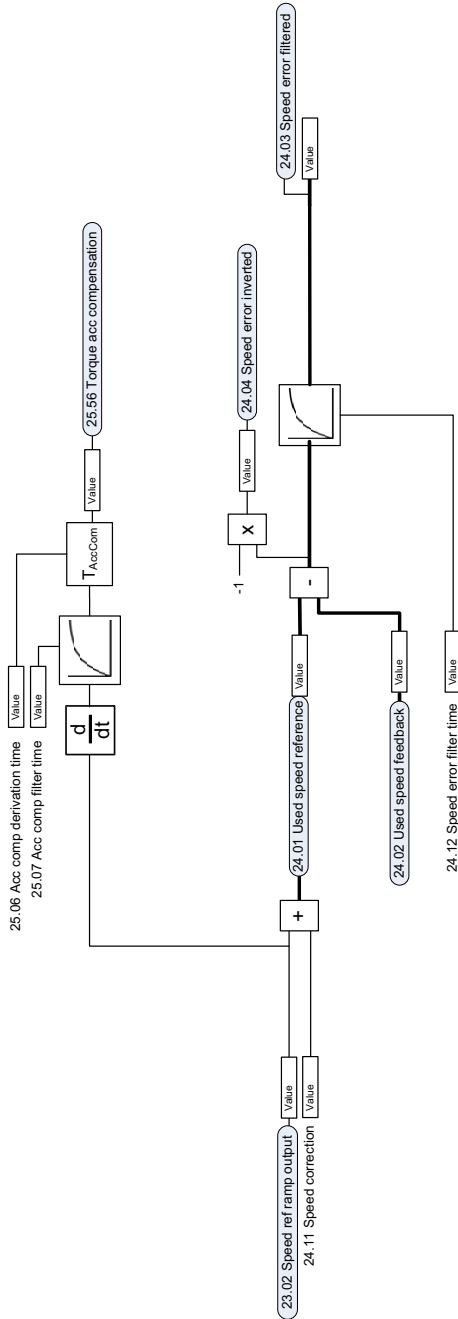 25.06 Acc comp derivation time
Value
25.07 Acc comp filter time
Value
d
dt
TAccCom
Value
25.56 Torque acc compensation
-1
X
Value
24.04 Speed error inverted
23.02 Speed ref ramp output
Value
24.11 Speed correction
Value
+
24.01 Used speed reference
Value
-
24.02 Used speed feedback
Value
24.12 Speed error filter time
Value
24.03 Speed error filtered
Value